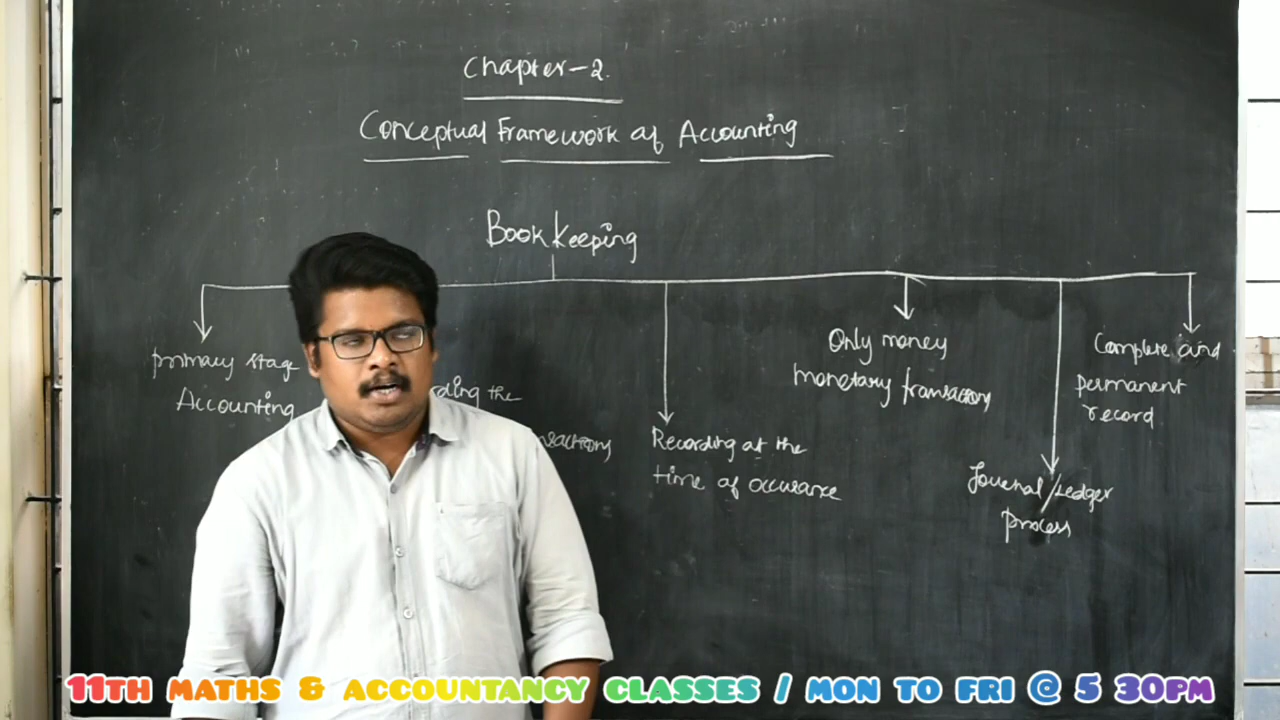 Chapter-2.
Conceptual Framework of Accounting
Book Keeping
Primary stage
Accounting
the
Recording at the
time of occurance
Only money
monetary transactions
Journal/Ledger
process
Complete and
permanent
record
11TH MATHS & ACCOUNTANCY CLASSES / MON TO FRI @ 5 30PM